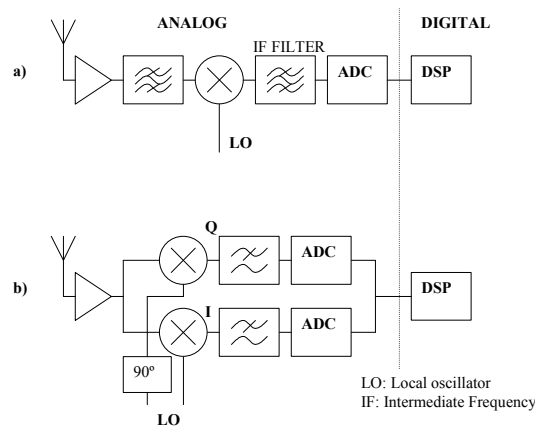 ANALOG DIGITAL
IF FILTER
a) ADC DSP
LO
Q
ADC
b) DSP
I
ADC
90º
LO
LO: Local oscillator
IF: Intermediate Frequency